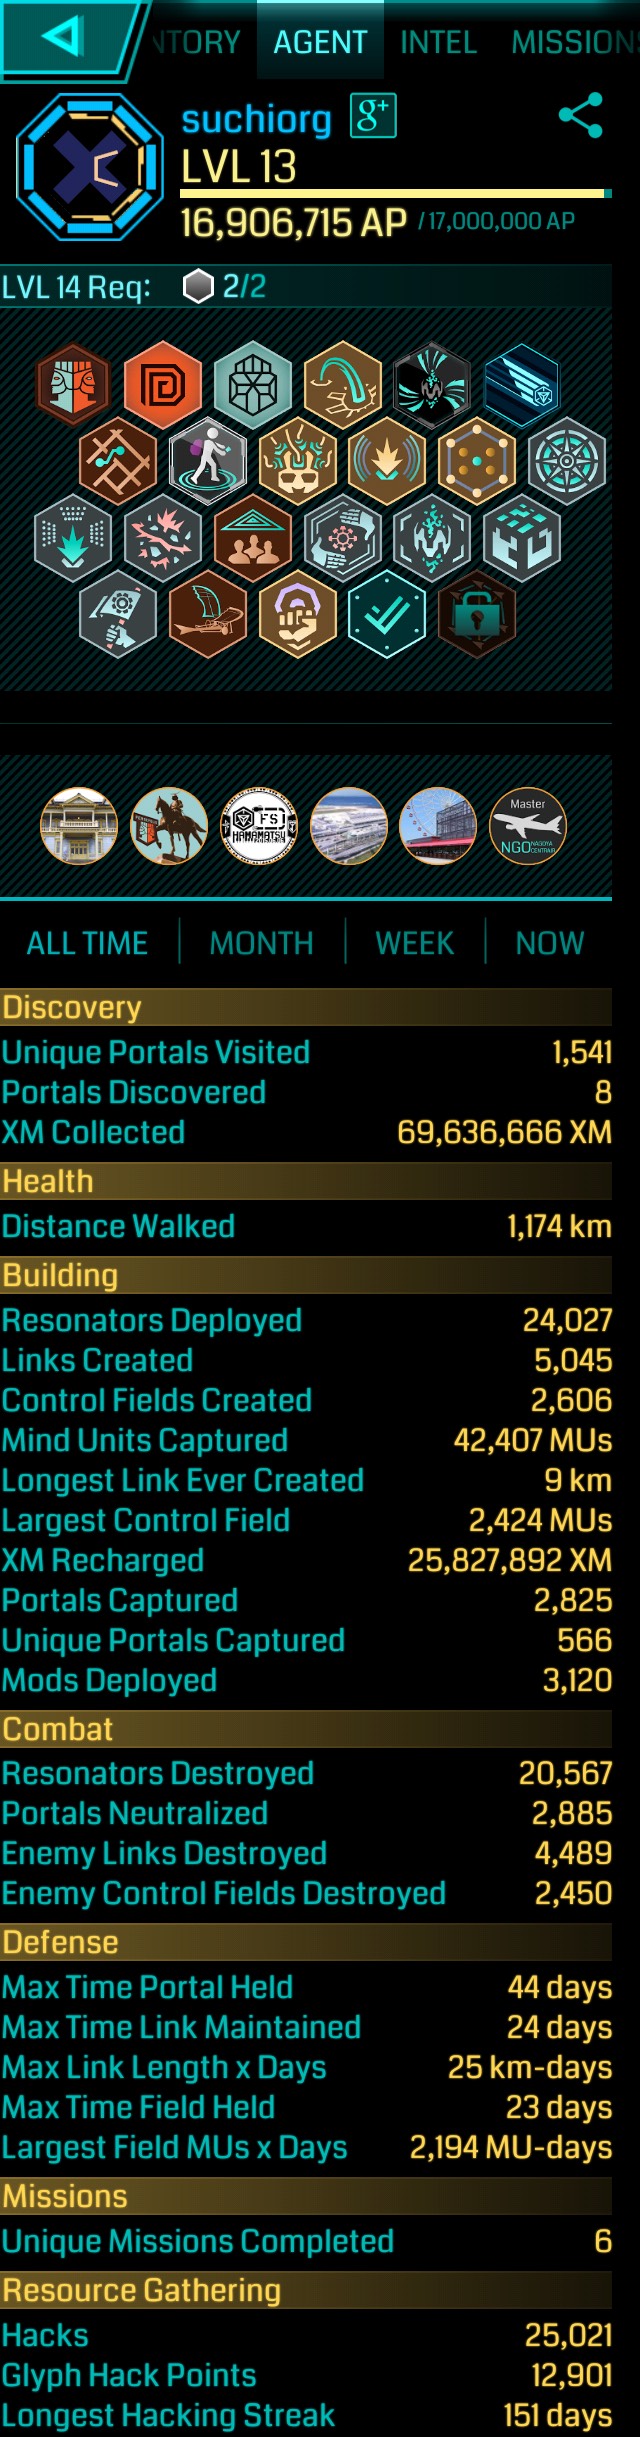 NTORY AGENT INTEL MISSIONS
suchiorg g+
LVL 13
16,906,715 AP / 17,000,000 AP
LVL 14 Req: 2/2
FS
HAMAMATSU
Master
NGO NAGOYA
CENTRAIR
ALL TIME MONTH WEEK NOW
Discovery
Unique Portals Visited 1,541
Portals Discovered 8
XM Collected 69,636,666 XM
Health
Distance Walked 1,174 km
Building
Resonators Deployed 24,027
Links Created 5,045
Control Fields Created 2,606
Mind Units Captured 42,407 MUs
Longest Link Ever Created 9 km
Largest Control Field 2,424 MUs
XM Recharged 25,827,892 XM
Portals Captured 2,825
Unique Portals Captured 566
Mods Deployed 3,120
Combat
Resonators Destroyed 20,567
Portals Neutralized 2,885
Enemy Links Destroyed 4,489
Enemy Control Fields Destroyed 2,450
Defense
Max Time Portal Held 44 days
Max Time Link Maintained 24 days
Max Link Length x Days 25 km-days
Max Time Field Held 23 days
Largest Field MUs x Days 2,194 MU-days
Missions
Unique Missions Completed 6
Resource Gathering
Hacks 25,021
Glyph Hack Points 12,901
Longest Hacking Streak 151 days